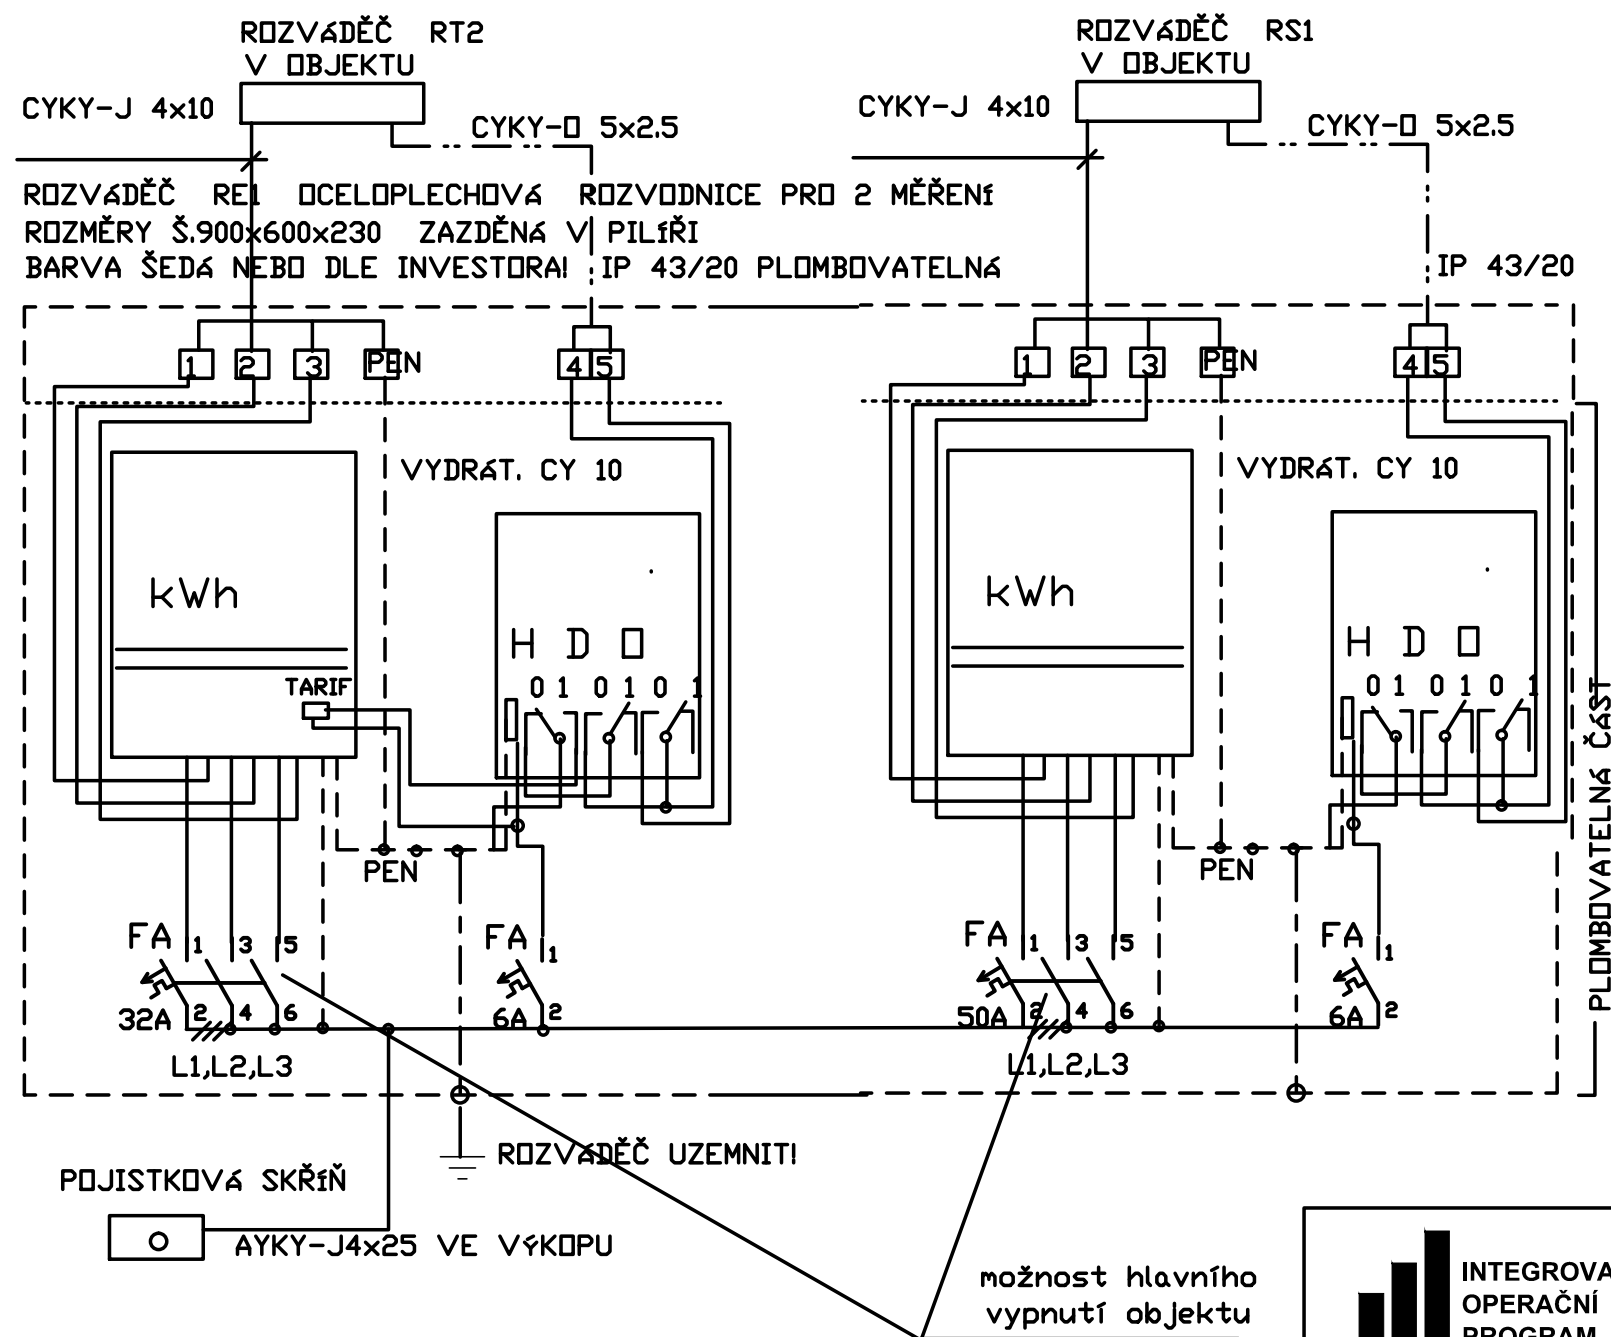 ROZVÁDĚČ RT2
V OBJEKTU
ROZVÁDĚČ RS1
V OBJEKTU
CYKY-J 4x10
CYKY-O 5x2.5
CYKY-J 4x10
CYKY-O 5x2.5
ROZVÁDĚČ RE1 OCELOPLECHOVÁ ROZVODNICE PRO 2 MĚŘENÍ
ROZMĚRY Š.900x600x230 ZAZDĚNÁ V PILÍŘI
BARVA ŠEDÁ NEBO DLE INVESTORA! IP 43/20 PLOMBOVATELNÁ
IP 43/20
1 2 3 PEN 4 5
1 2 3 PEN 4 5
VYDRÁT. CY 10
VYDRÁT. CY 10
kWh
kWh
H D O
H D O
TARIF
0 1 0 1 0 1
0 1 0 1 0 1
PLOMBOVATELNÁ ČÁST
PEN
PEN
FA 1 3 5
FA 1
FA 1 3 5
FA 1
32A 2 4 6
6A 2
50A 2 4 6
6A 2
L1,L2,L3
L1,L2,L3
ROZVÁDĚČ UZEMNIT!
POJISTKOVÁ SKŘÍŇ
AYKY-J4x25 VE VÝKOPU
možnost hlavního
vypnutí objektu
INTEGROVA
OPERAČNÍ
PROGRAM